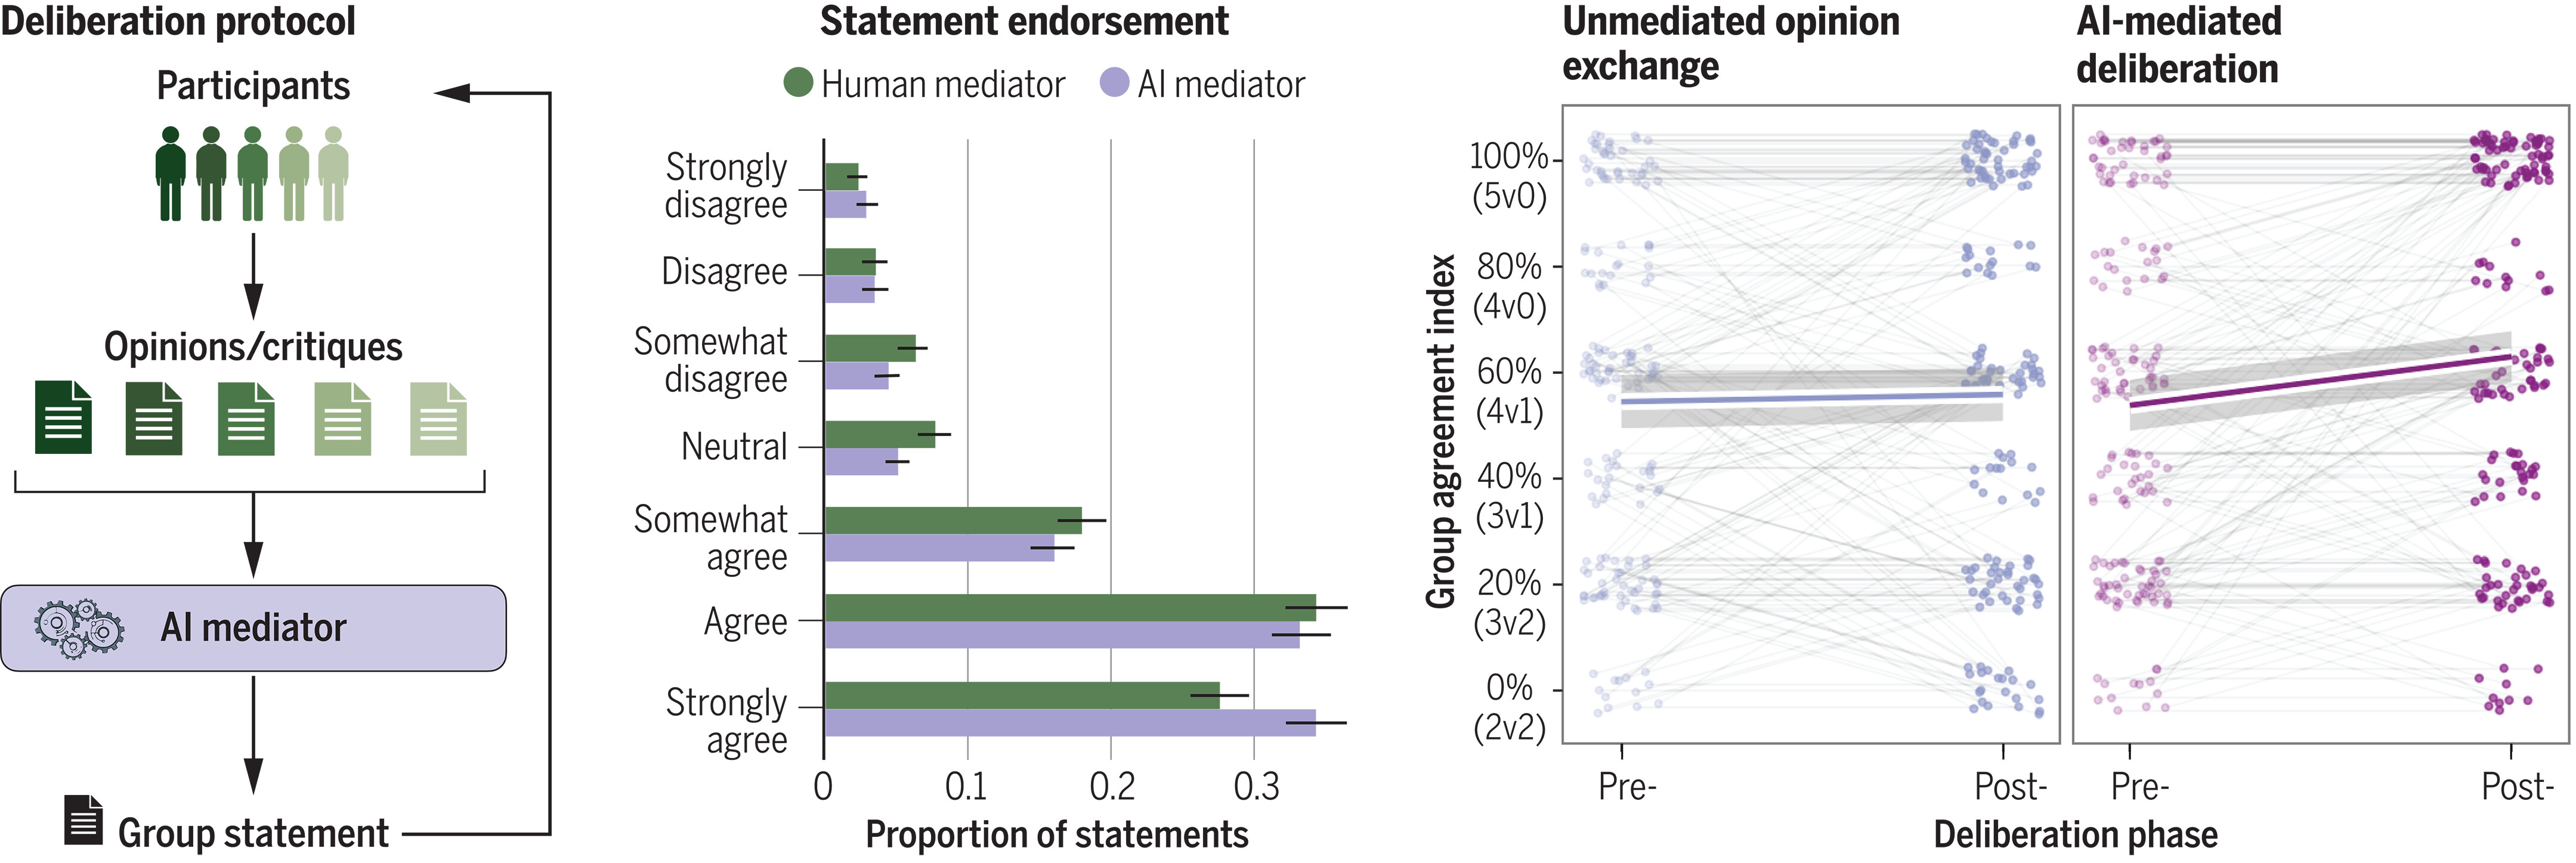 Deliberation protocol
Participants
Opinions/critiques
AI mediator
Group statement
Statement endorsement
Human mediator
AI mediator
Strongly
disagree
Disagree
Somewhat
disagree
Neutral
Somewhat
agree
Agree
Strongly
agree
0
0.1
0.2
0.3
Proportion of statements
Unmediated opinion
exchange
AI-mediated
deliberation
Group agreement index
100%
(5v0)
80%
(4v0)
60%
(4v1)
40%
(3v1)
20%
(3v2)
0%
(2v2)
Pre-
Post-
Pre-
Post-
Deliberation phase